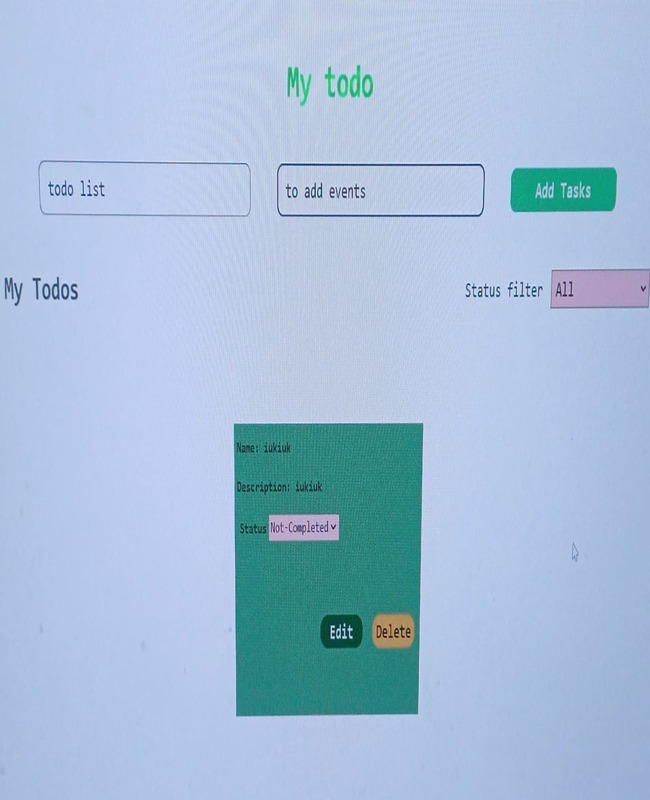 My todo
todo list
to add events
Add Tasks
My Todos
Status filter
All
Name: iukiuk
Description: iukiuk
Status Not-Completed
Edit
Delete